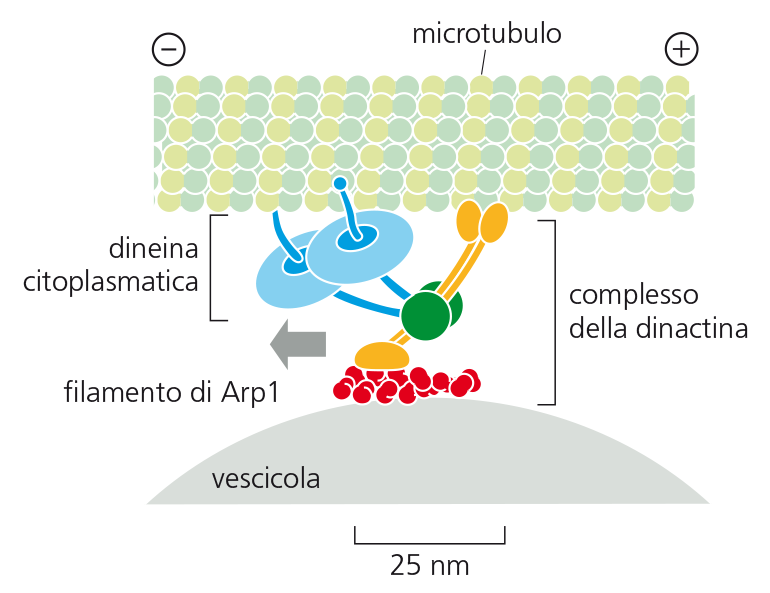 microtubulo
− +
dineina
citoplasmatica
complesso
della dinactina
filamento di Arp1
vescicola
25 nm